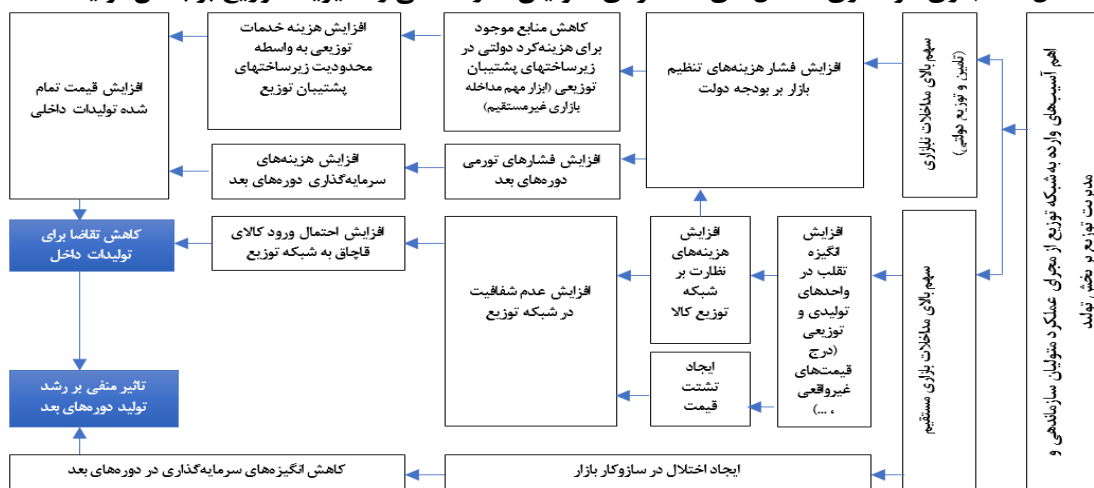 اهم آسیب‌های وارده به شبکه توزیع از مجرای عملکرد متولیان سازماندهی و
مدیریت توزیع بر بخش تولید
سهم بالای مداخلات نابازاری
(تامین و توزیع دولتی)
افزایش فشار هزینه‌های تنظیم
بازار بر بودجه دولت
کاهش منابع موجود
برای هزینه‌کرد دولتی در
زیرساختهای پشتیبان
توزیعی (ابزار مهم مداخله
بازاری غیرمستقیم)
افزایش هزینه خدمات
توزیعی به واسطه
محدودیت زیرساختهای
پشتیبان توزیع
افزایش قیمت تمام
شده تولیدات داخلی
افزایش فشارهای تورمی
دوره‌های بعد
افزایش هزینه‌های
سرمایه‌گذاری دوره‌های بعد
سهم بالای مداخلات بازاری مستقیم
افزایش
انگیزه
تقلب در
واحدهای
تولیدی و
توزیعی
(درج
قیمت‌های
غیرواقعی
، ...)
افزایش
هزینه‌های
نظارت بر
شبکه
توزیع کالا
ایجاد
تشتت
قیمت
افزایش عدم شفافیت
در شبکه توزیع
افزایش احتمال ورود کالای
قاچاق به شبکه توزیع
کاهش تقاضا برای
تولیدات داخل
تاثیر منفی بر رشد
تولید دوره‌های بعد
ایجاد اختلال در سازوکار بازار
کاهش انگیزه‌های سرمایه‌گذاری در دوره‌های بعد